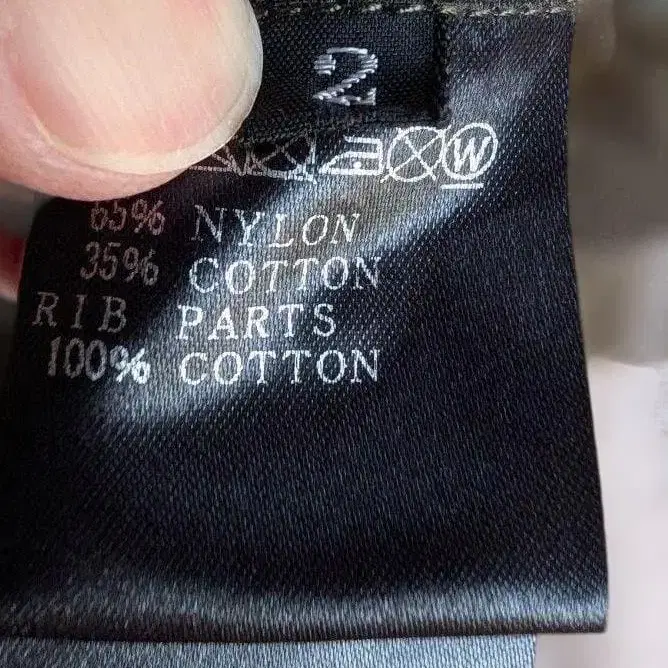 2
W
65% NYLON
35% COTTON
RIB PARTS
100% COTTON